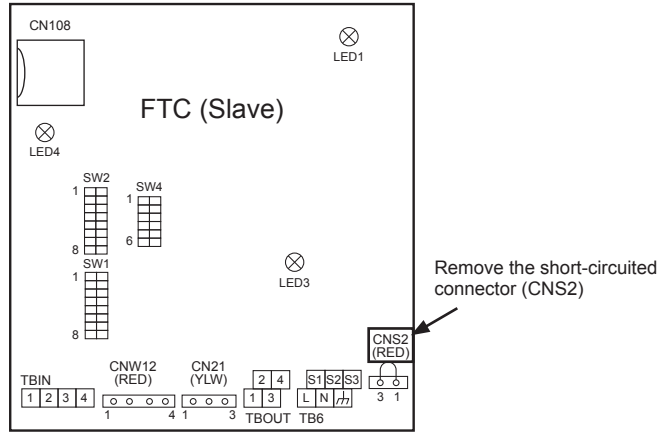 CN108
LED1
FTC (Slave)
LED4
SW2
1
8
SW4
1
6
SW1
1
8
LED3
Remove the short-circuited
connector (CNS2)
CNS2
(RED)
3 1
TBIN
1 2 3 4
CNW12
(RED)
1 4
CN21
(YLW)
1 3
2 4
1 3
TBOUT
S1 S2 S3
L N
TB6